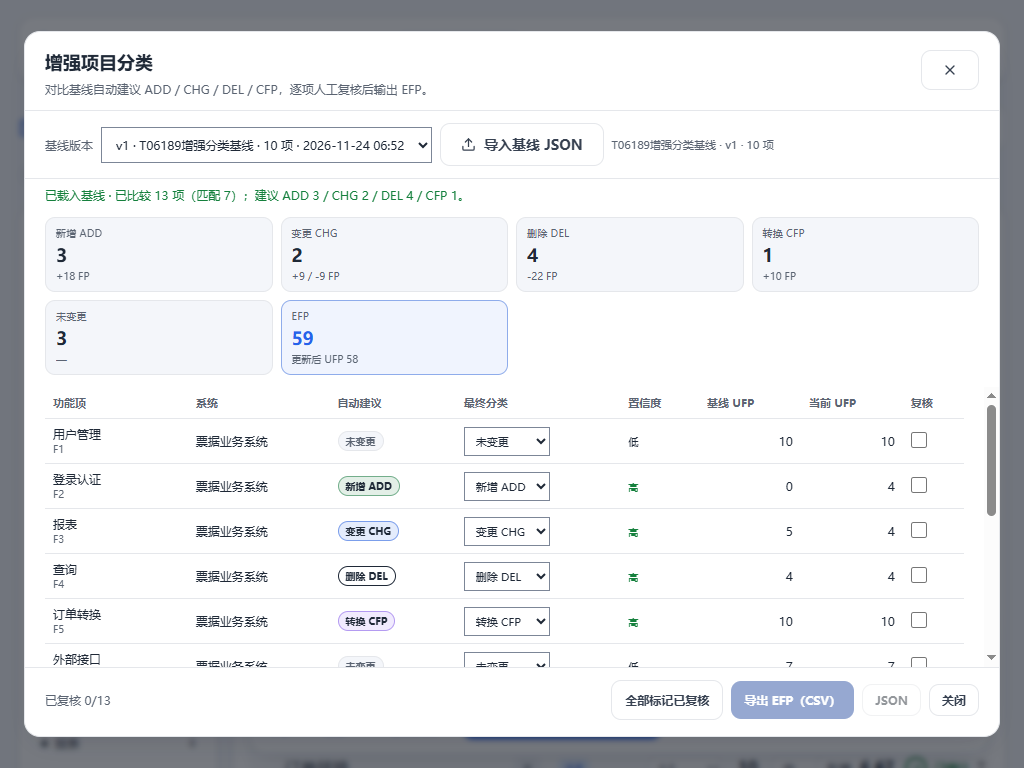 增强项目分类
对比基线自动建议 ADD / CHG / DEL / CFP，逐项人工复核后输出 EFP。
基线版本
v1 · T06189增强分类基线 · 10 项 · 2026-11-24 06:52
导入基线 JSON
T06189增强分类基线 · v1 · 10 项
已载入基线 · 已比较 13 项（匹配 7）；建议 ADD 3 / CHG 2 / DEL 4 / CFP 1。
新增 ADD
3
+18 FP
变更 CHG
2
+9 / -9 FP
删除 DEL
4
-22 FP
转换 CFP
1
+10 FP
未变更
3
—
EFP
59
更新后 UFP 58
功能项 系统 自动建议 最终分类 置信度 基线 UFP 当前 UFP 复核
用户管理 票据业务系统 未变更 未变更 低 10 10
F1
登录认证 票据业务系统 新增 ADD 新增 ADD 高 0 4
F2
报表 票据业务系统 变更 CHG 变更 CHG 高 5 5
F3
查询 票据业务系统 删除 DEL 删除 DEL 高 4 4
F4
订单转换 票据业务系统 转换 CFP 转换 CFP 高 10 10
F5
外部接口 票据业务系统 未变更 未变更 低 7 7
已复核 0/13
全部标记已复核
导出 EFP（CSV）
JSON
关闭